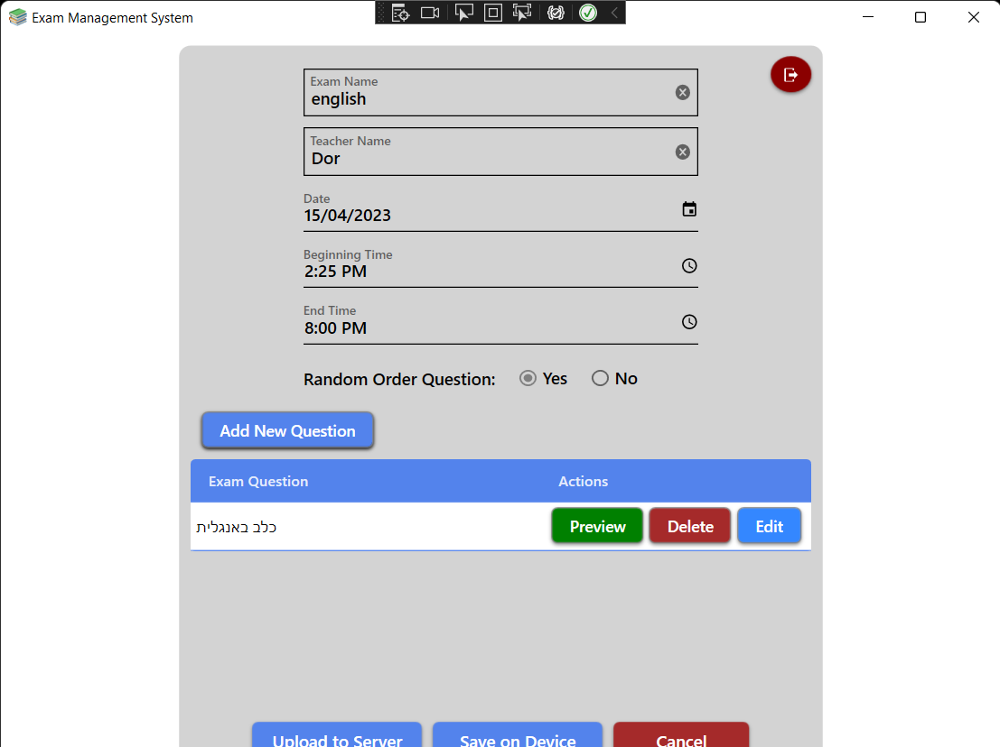 Exam Management System
Exam Name
english
Teacher Name
Dor
Date
15/04/2023
Beginning Time
2:25 PM
End Time
8:00 PM
Random Order Question: Yes No
Add New Question
Exam Question Actions
כלב באנגלית Preview Delete Edit
Upload to Server Save on Device Cancel